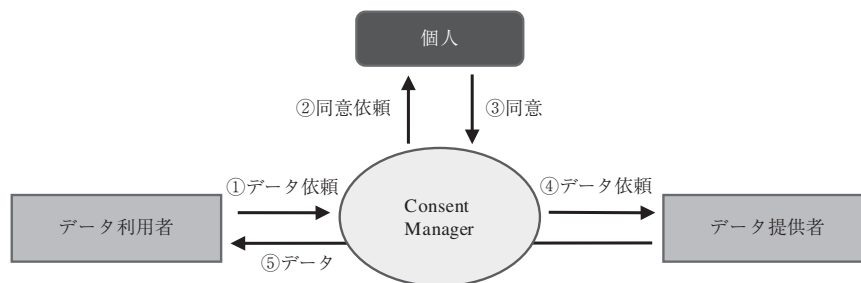 個人
②同意依頼
③同意
①データ依頼
④データ依頼
データ利用者
Consent
Manager
データ提供者
⑤データ